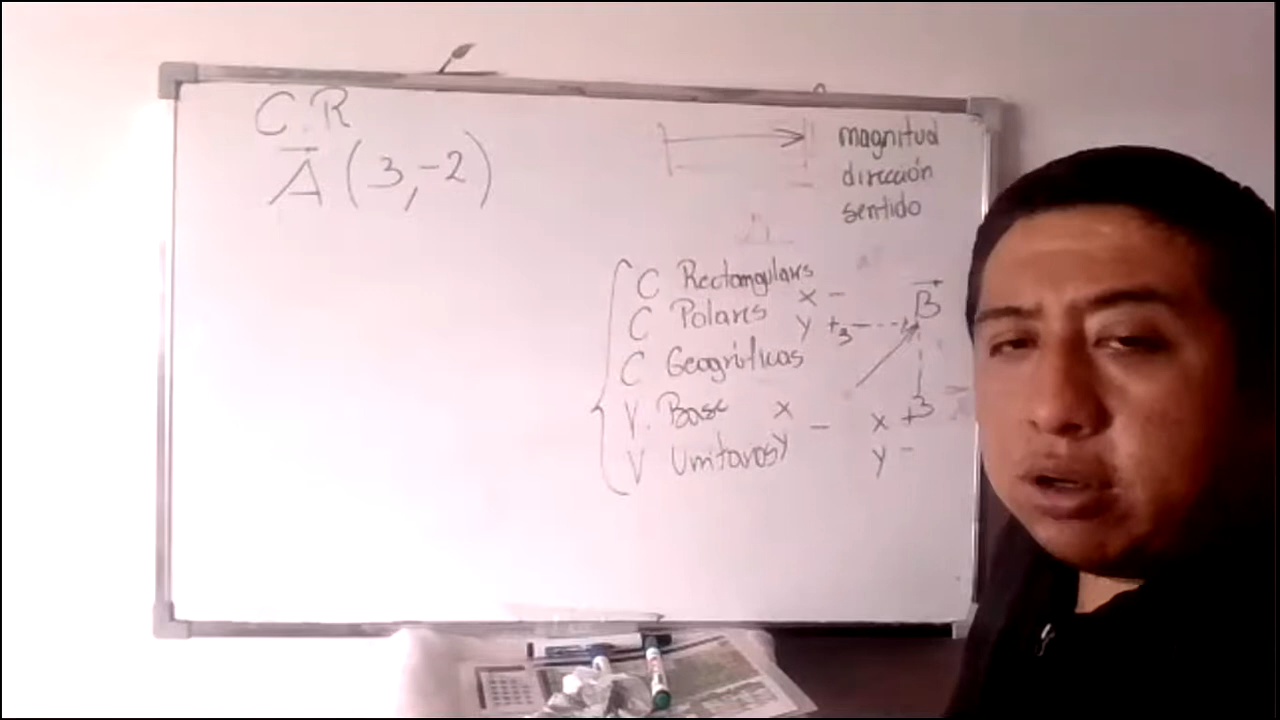 C.R
A (3,-2)
magnitud
dirección
sentido
C Rectangulares
C Polares
C Geográficas
V. Base
V Unitarios
x -
y +
3
B
3
x
y
-
x +
y -